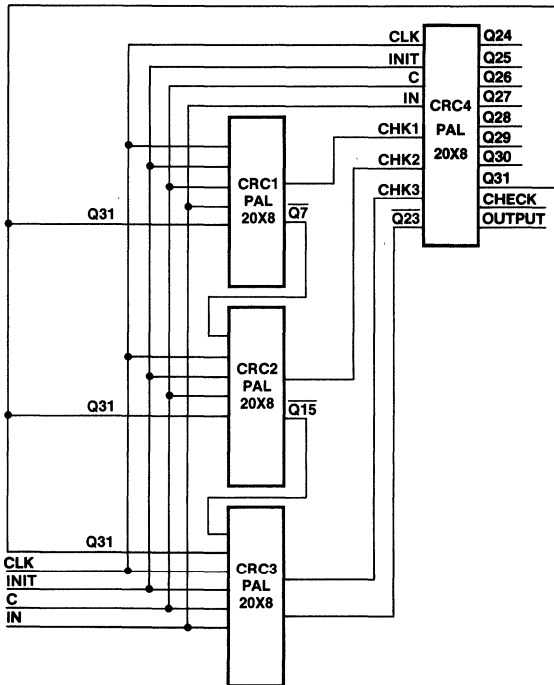 CLK
INIT
C
IN
CHK1
CHK2
CHK3
Q23
CRC4
PAL
20X8
Q24
Q25
Q26
Q27
Q28
Q29
Q30
Q31
CHECK
OUTPUT
CRC1
PAL
20X8
Q31
Q7
CRC2
PAL
20X8
Q31
Q15
CRC3
PAL
20X8
Q31
CLK
INIT
C
IN